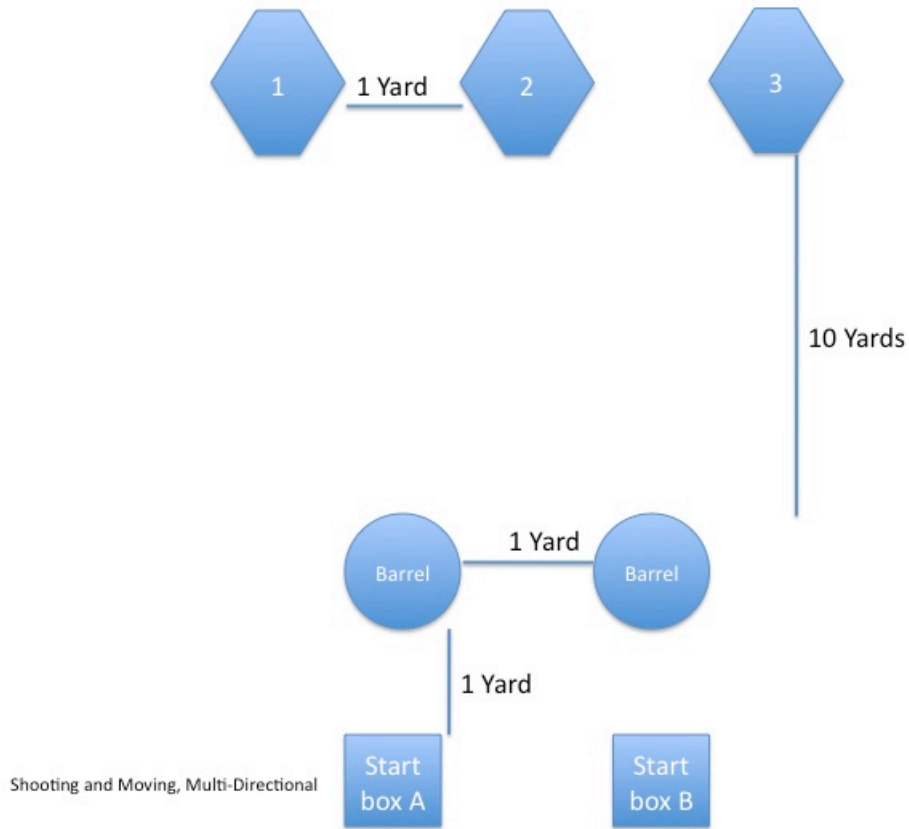 1
1 Yard
2
3
10 Yards
Barrel
1 Yard
Barrel
1 Yard
Shooting and Moving, Multi-Directional
Start
box A
Start
box B